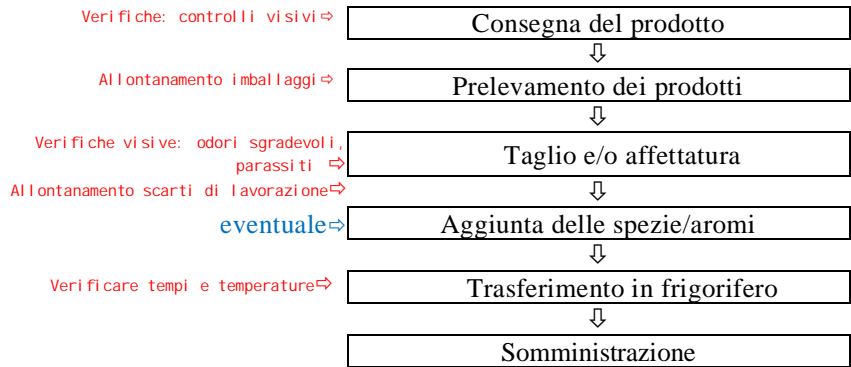 Verifiche: controlli visivi⇨ Consegna del prodotto
⇩
Allontanamento imballaggi⇨ Prelevamento dei prodotti
⇩
Verifiche visive: odori sgradevoli,
parassiti ⇨ Taglio e/o affettatura
Allontanamento scarti di lavorazione⇨ ⇩
eventuale⇨ Aggiunta delle spezie/aromi
⇩
Verificare tempi e temperature⇨ Trasferimento in frigorifero
⇩
Somministrazione